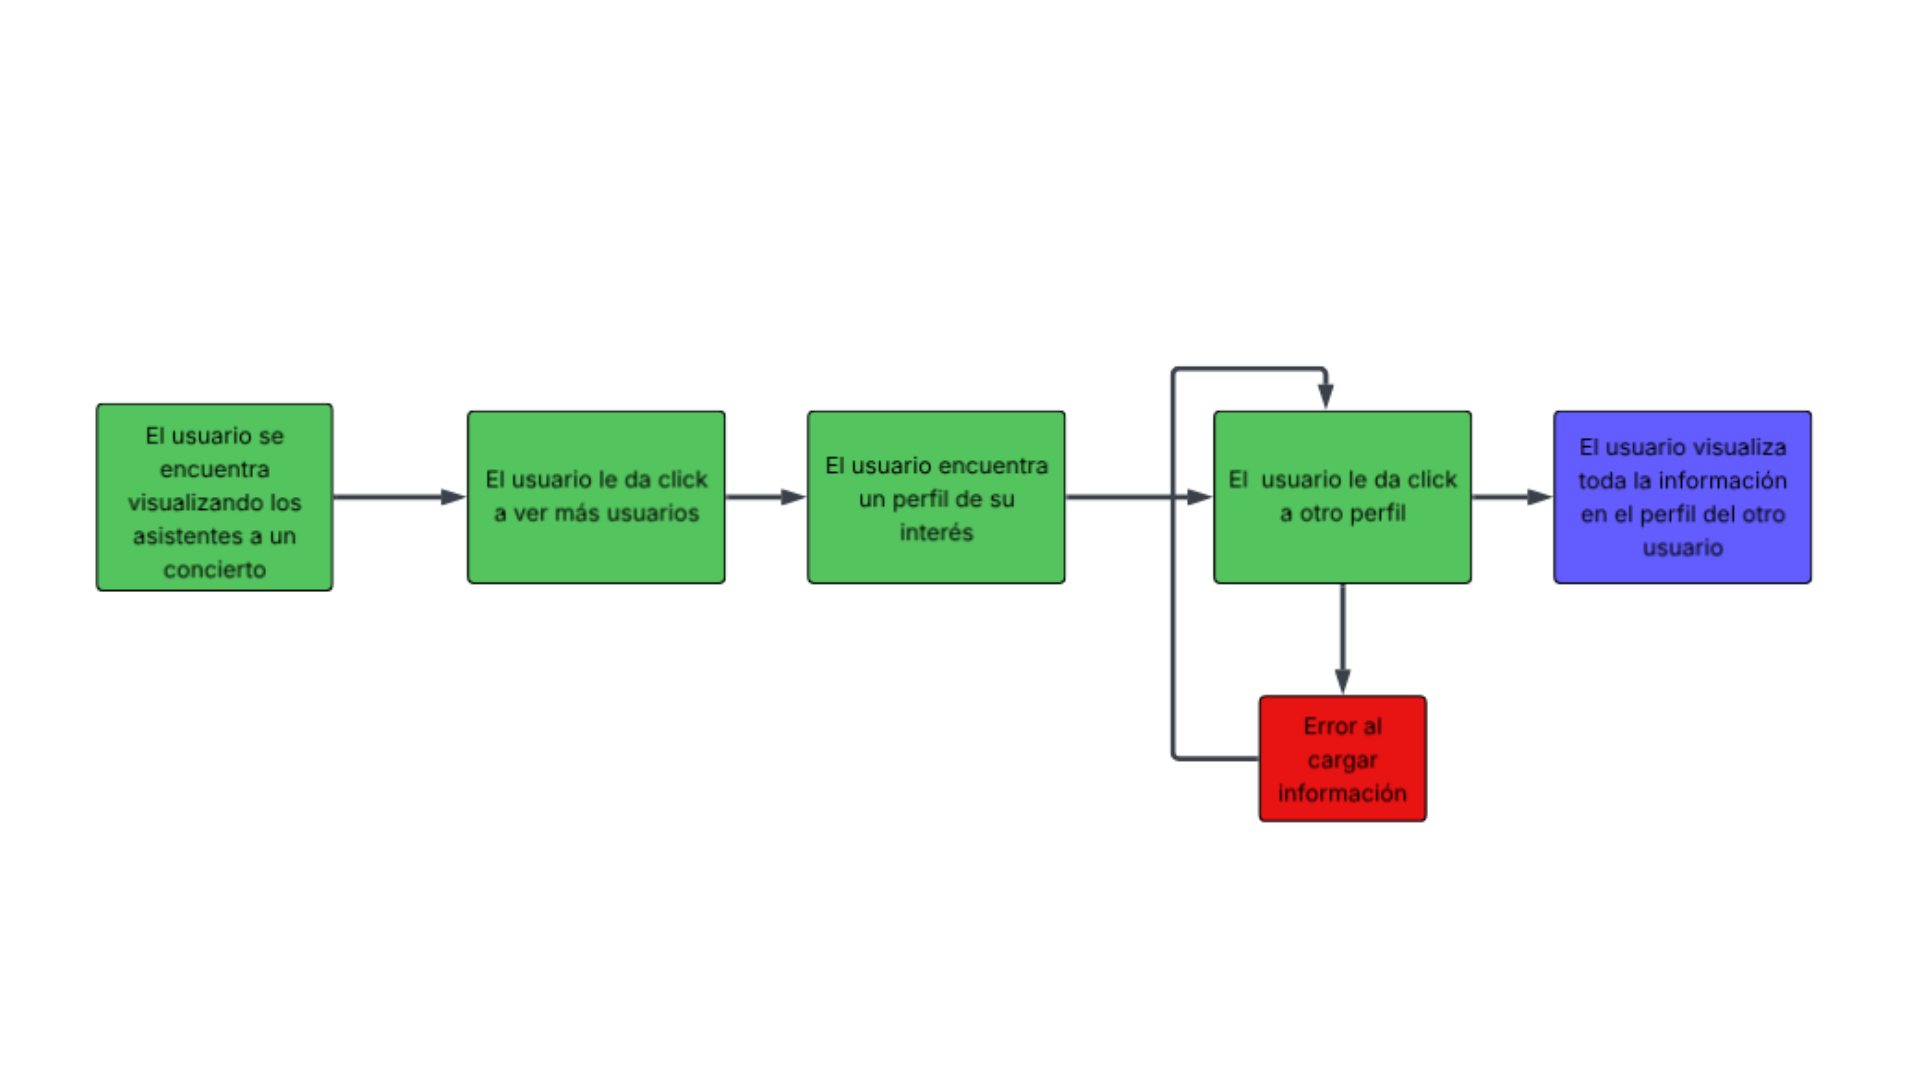 El usuario se
encuentra
visualizando los
asistentes a un
concierto
El usuario le da click
a ver más usuarios
El usuario encuentra
un perfil de su
interés
El  usuario le da click
a otro perfil
El usuario visualiza
toda la información
en el perfil del otro
usuario
Error al
cargar
información